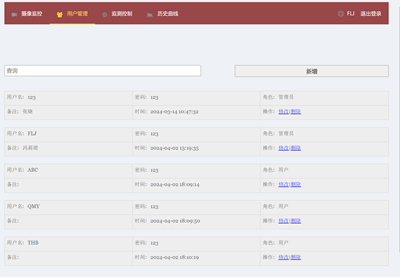 摄像监控 用户管理 监测控制 历史曲线 FLJ 退出登录
查询 新增
用户名: 123 密码: 123 角色: 管理员
备注: 张继 时间: 2024-03-14 10:47:32 操作: 修改|删除
用户名: FLJ 密码: 123 角色: 管理员
备注: 时间: 2024-04-02 13:19:33 操作: 修改|删除
用户名: ABC 密码: 123 角色: 用户
备注: 时间: 2024-04-02 18:09:14 操作: 修改|删除
用户名: QMY 密码: 123 角色: 用户
备注: 时间: 2024-04-02 18:09:50 操作: 修改|删除
用户名: THB 密码: 123 角色: 用户
备注: 时间: 2024-04-02 18:10:19 操作: 修改|删除